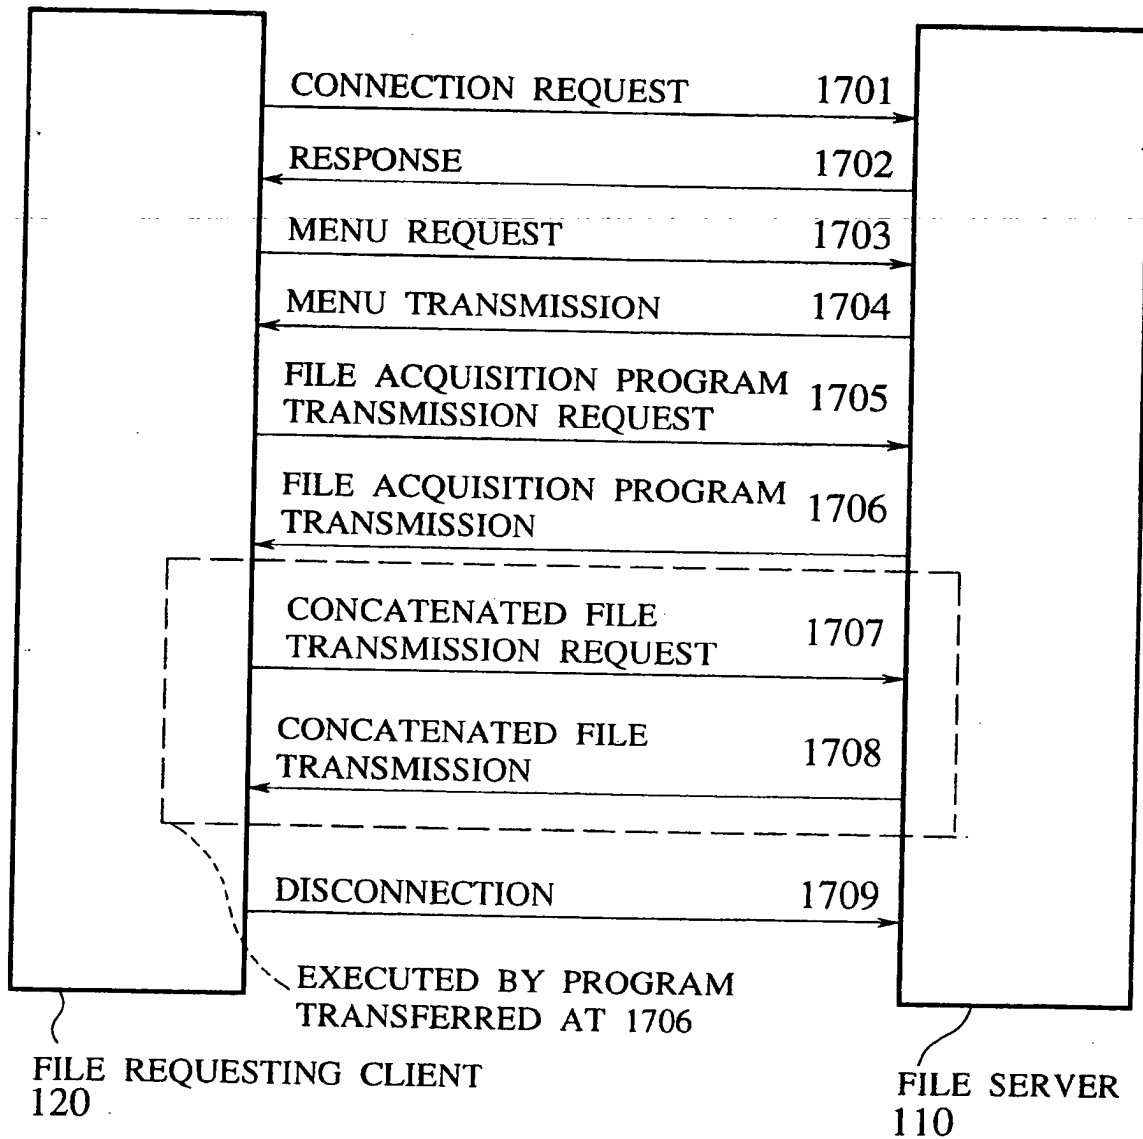 CONNECTION REQUEST 1701
RESPONSE 1702
MENU REQUEST 1703
MENU TRANSMISSION 1704
FILE ACQUISITION PROGRAM
TRANSMISSION REQUEST 1705
FILE ACQUISITION PROGRAM
TRANSMISSION 1706
CONCATENATED FILE
TRANSMISSION REQUEST 1707
CONCATENATED FILE
TRANSMISSION 1708
DISCONNECTION 1709
EXECUTED BY PROGRAM
TRANSFERRED AT 1706
FILE REQUESTING CLIENT
120
FILE SERVER
110